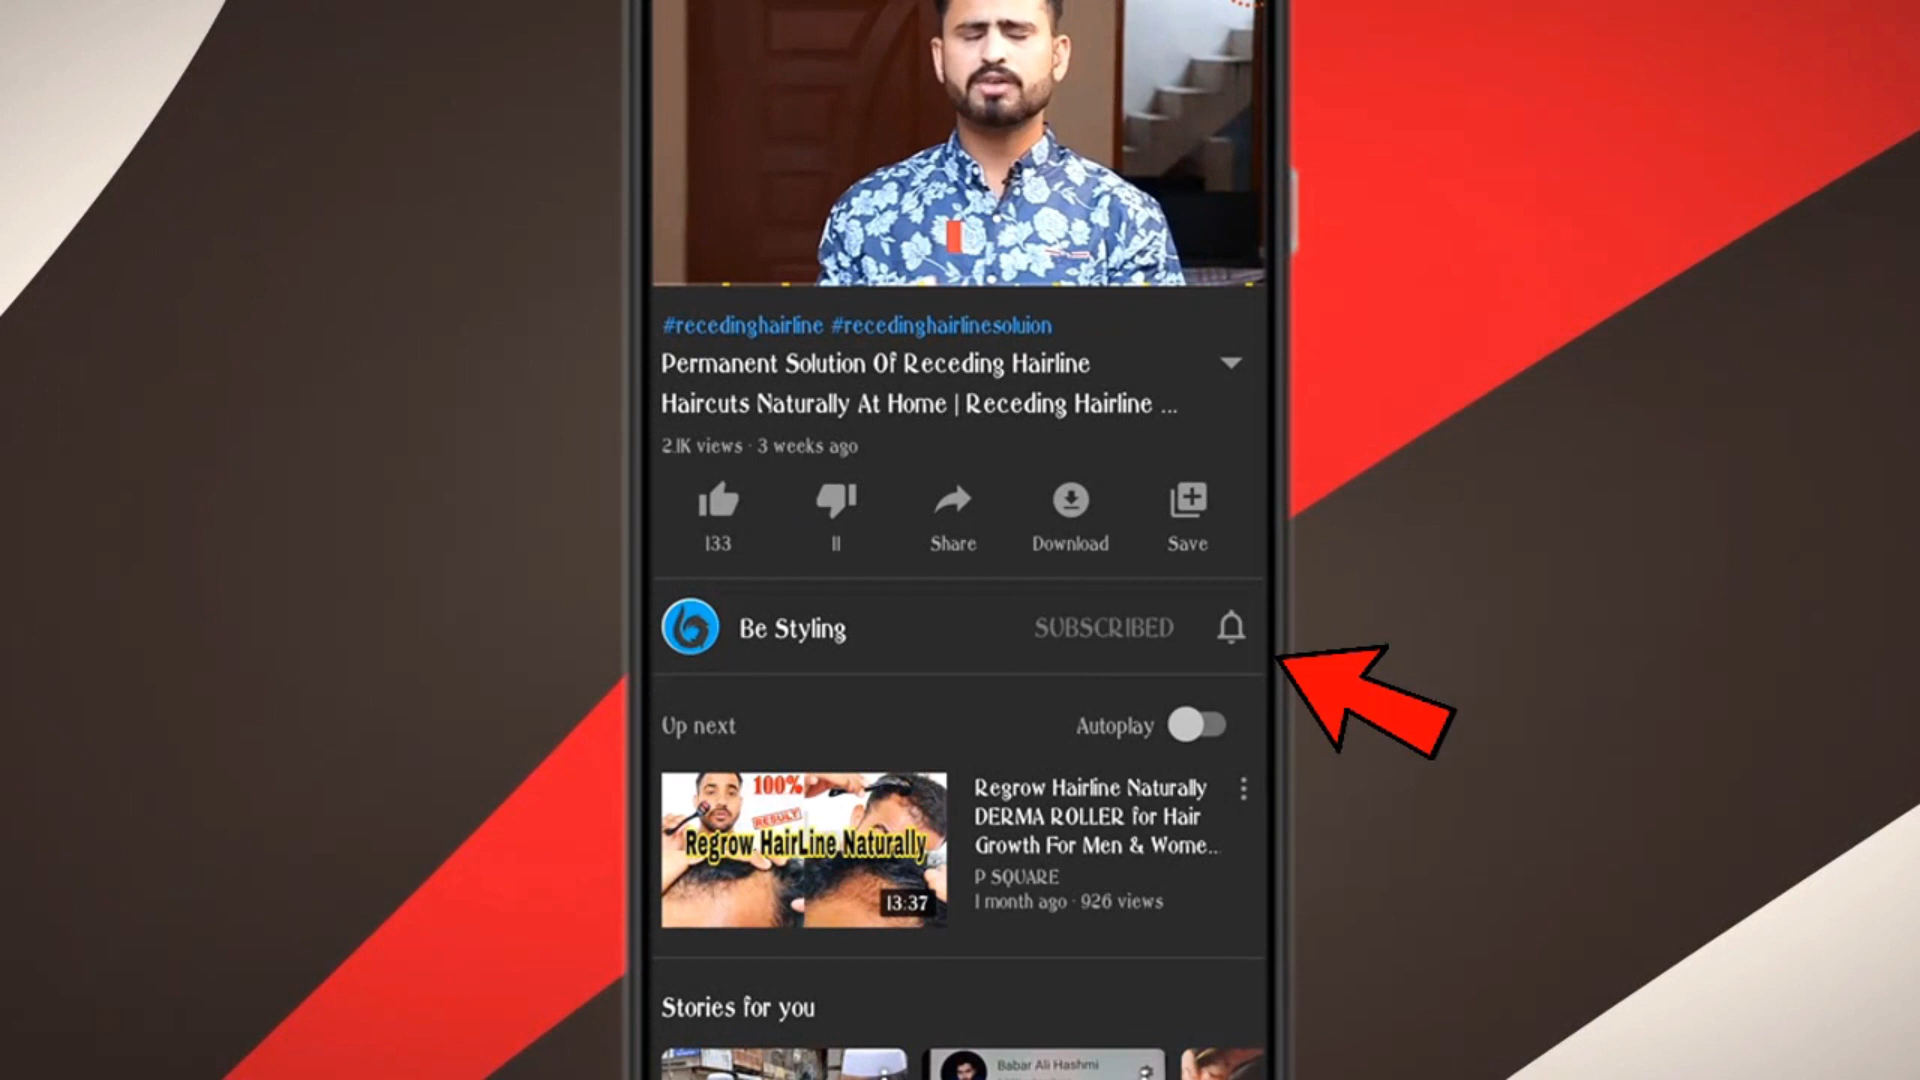 #recedinghairline #recedinghairlinesoluion
Permanent Solution Of Receding Hairline
Haircuts Naturally At Home | Receding Hairline ...
2.1K views · 3 weeks ago
133
11
Share
Download
Save
Be Styling
SUBSCRIBED
Up next
Autoplay
100%
RESULT
Regrow HairLine Naturally
13:37
Regrow Hairline Naturally
DERMA ROLLER for Hair
Growth For Men & Wome...
P SQUARE
1 month ago · 926 views
Stories for you
Babar Ali Hashmi